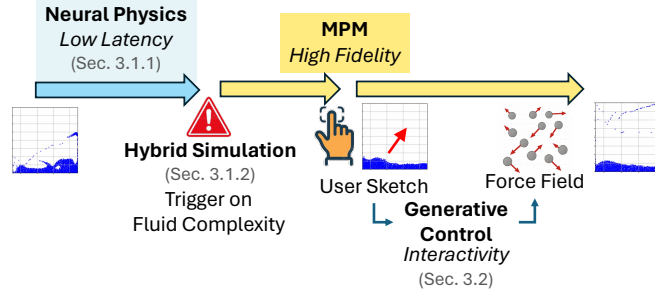 Neural Physics
Low Latency
(Sec. 3.1.1)
MPM
High Fidelity
Hybrid Simulation
(Sec. 3.1.2)
Trigger on
Fluid Complexity
User Sketch
Force Field
Generative
Control
Interactivity
(Sec. 3.2)